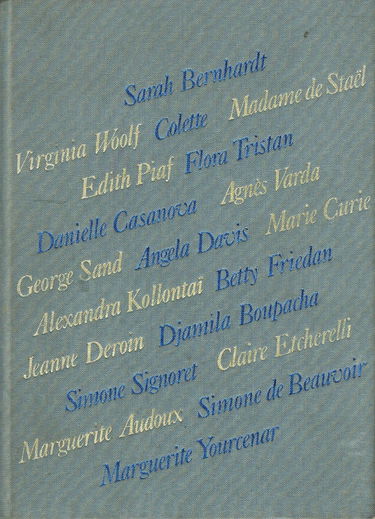 Sarah Bernhardt
Virginia Woolf Colette Madame de Staël
Edith Piaf Flora Tristan
Danielle Casanova Agnès Varda
George Sand Angela Davis Marie Curie
Alexandra Kollontaï Betty Friedan
Jeanne Deroin Djamila Boupacha
Simone Signoret Claire Etcherelli
Marguerite Audoux Simone de Beauvoir
Marguerite Yourcenar